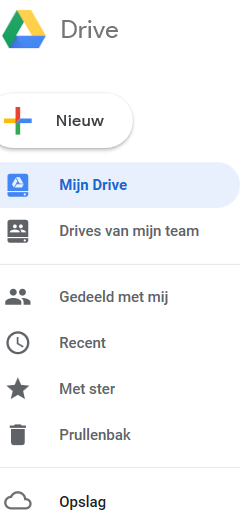 Drive
Nieuw
Mijn Drive
Drives van mijn team
Gedeeld met mij
Recent
Met ster
Prullenbak
Opslag